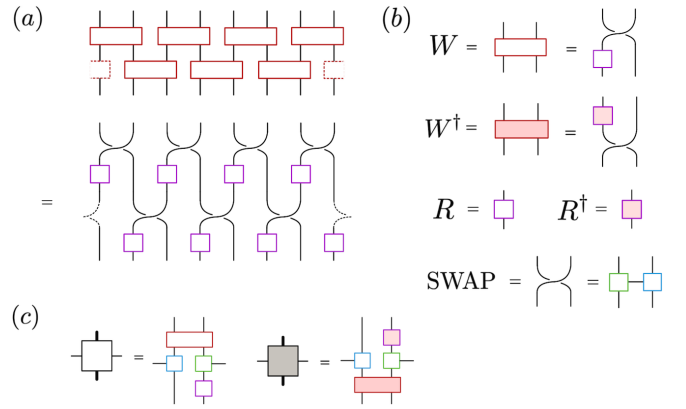 (a)
=
(b)
W = =
W† = =
R = R† =
SWAP = =
(c)
= =